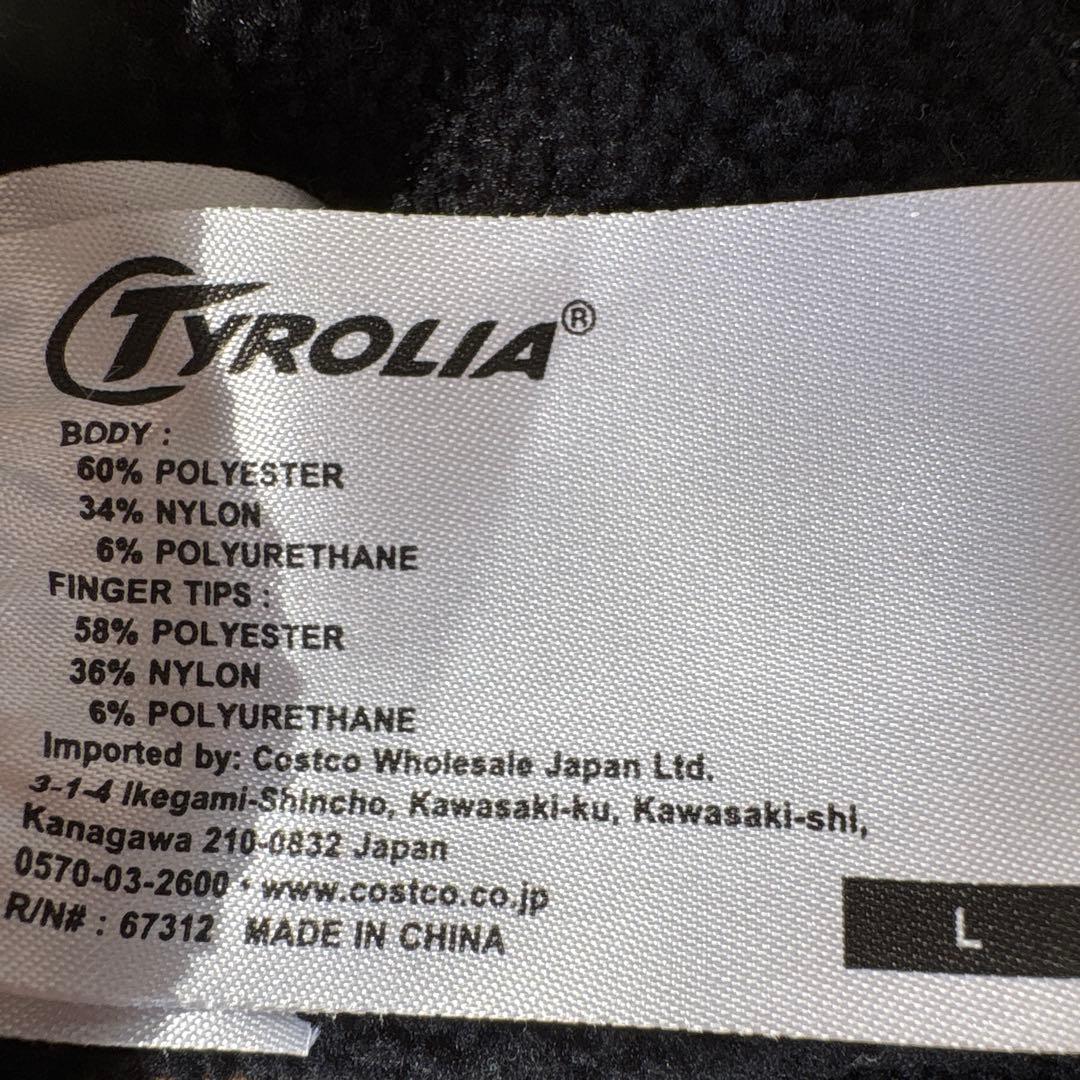 TYROLIA®
BODY :
60% POLYESTER
34% NYLON
6% POLYURETHANE
FINGER TIPS :
58% POLYESTER
36% NYLON
6% POLYURETHANE
Imported by: Costco Wholesale Japan Ltd.
3-1-4 Ikegami-Shincho, Kawasaki-ku, Kawasaki-shi,
Kanagawa 210-0832 Japan
0570-03-2600 • www.costco.co.jp
R/N# : 67312 MADE IN CHINA
L